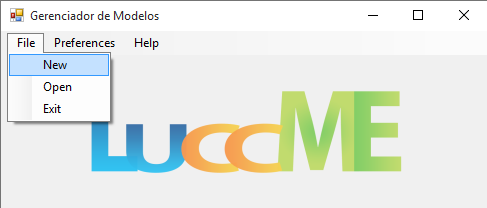 Gerenciador de Modelos
File Preferences Help
New
Open
Exit
LUCCME